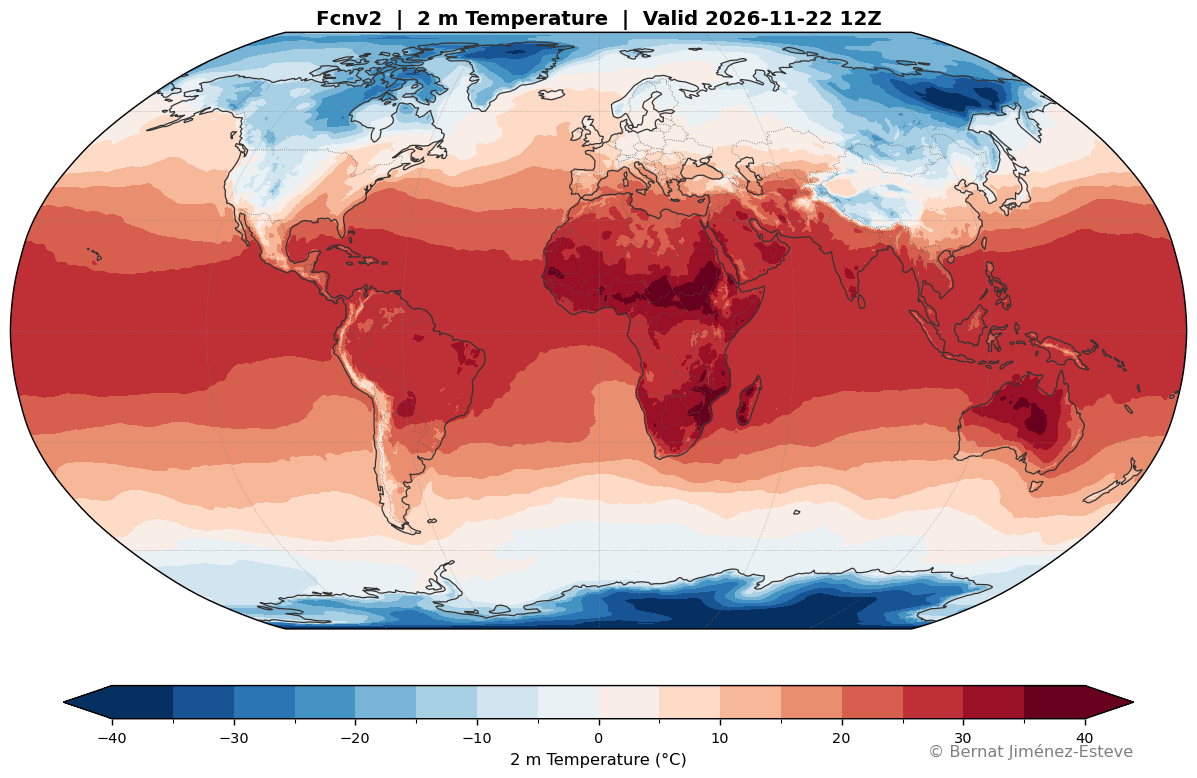 Fcnv2 | 2 m Temperature | Valid 2026-11-22 12Z
−40 −30 −20 −10 0 10 20 30 40
2 m Temperature (°C)
© Bernat Jiménez-Esteve